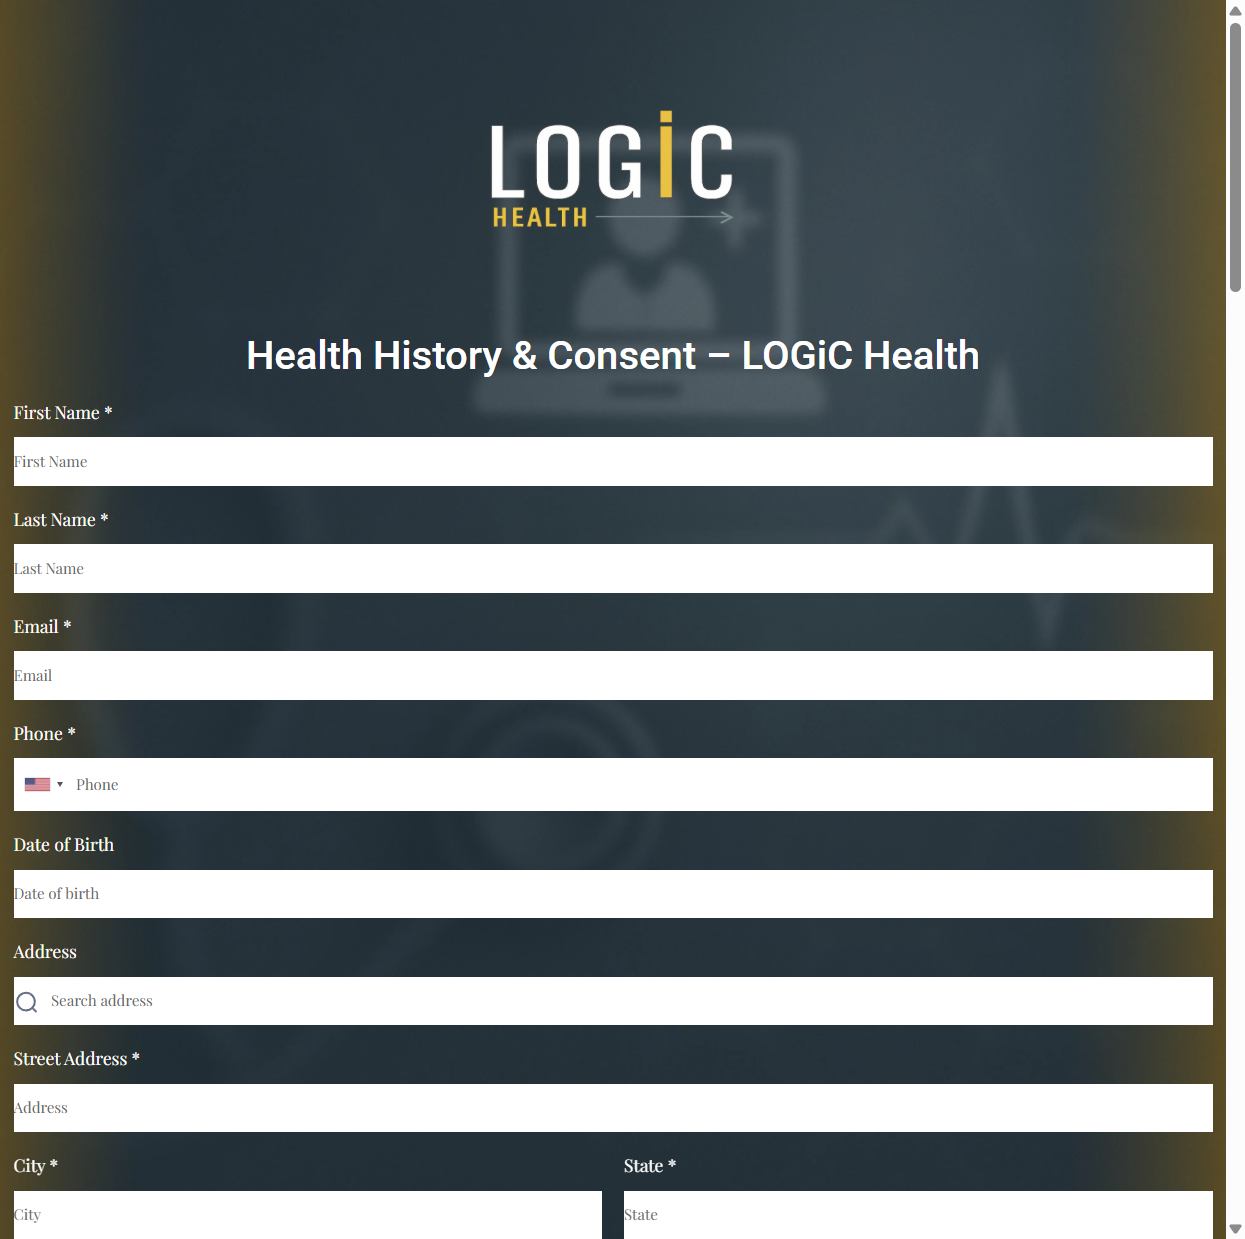 LOGiC
HEALTH
Health History & Consent – LOGiC Health
First Name *
First Name
Last Name *
Last Name
Email *
Email
Phone *
Phone
Date of Birth
Date of birth
Address
Search address
Street Address *
Address
City *
State *
City
State